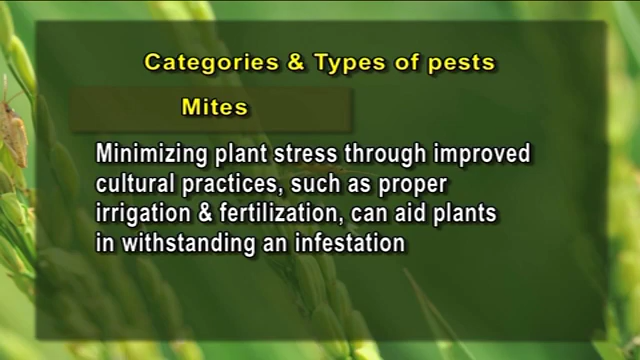 Categories & Types of pests
Mites
Minimizing plant stress through improved
cultural practices, such as proper
irrigation & fertilization, can aid plants
in withstanding an infestation